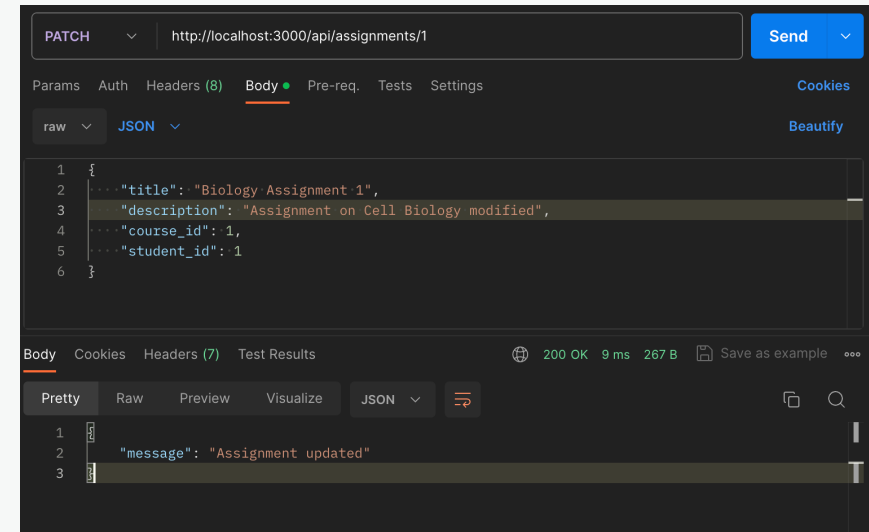 PATCH http://localhost:3000/api/assignments/1 Send
Params Auth Headers (8) Body Pre-req. Tests Settings Cookies
raw JSON Beautify
1 {
2 "title": "Biology Assignment 1",
3 "description": "Assignment on Cell Biology modified",
4 "course_id": 1,
5 "student_id": 1
6 }
Body Cookies Headers (7) Test Results 200 OK 9 ms 267 B Save as example
Pretty Raw Preview Visualize JSON
1 {
2 "message": "Assignment updated"
3 }